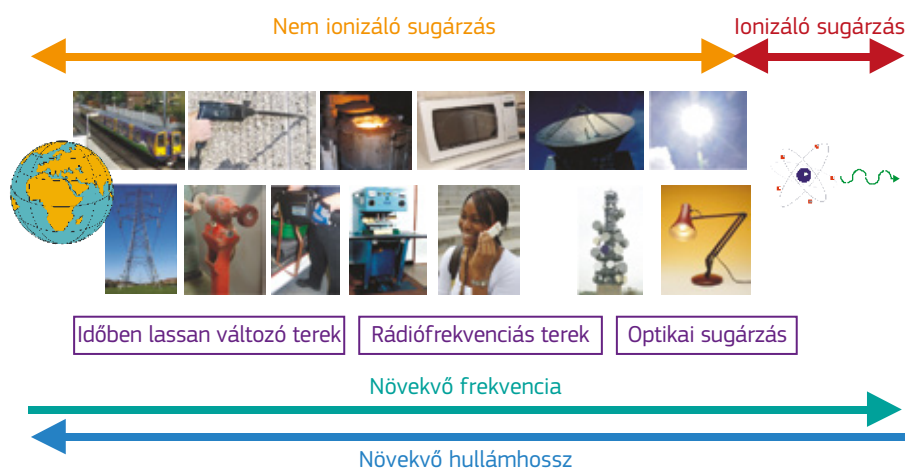 Nem ionizáló sugárzás
Ionizáló sugárzás
Időben lassan változó terek
Rádiófrekvenciás terek
Optikai sugárzás
Növekvő frekvencia
Növekvő hullámhossz